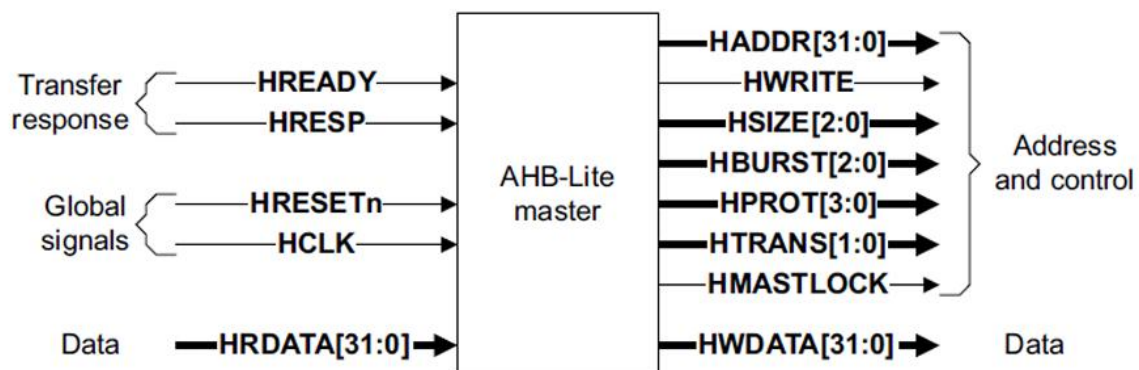 Transfer
response
HREADY
HRESP
Global
signals
HRESETn
HCLK
Data
HRDATA[31:0]
AHB-Lite
master
HADDR[31:0]
HWRITE
HSIZE[2:0]
HBURST[2:0]
HPROT[3:0]
HTRANS[1:0]
HMASTLOCK
Address
and control
HWDATA[31:0]
Data